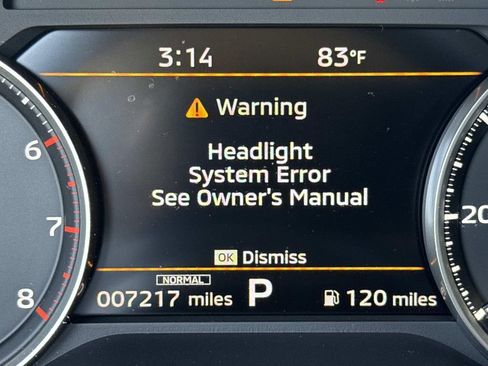 3:14 83°F
Warning
Headlight
System Error
See Owner's Manual
OK Dismiss
NORMAL
007217 miles P 120 miles
6
7
8
20